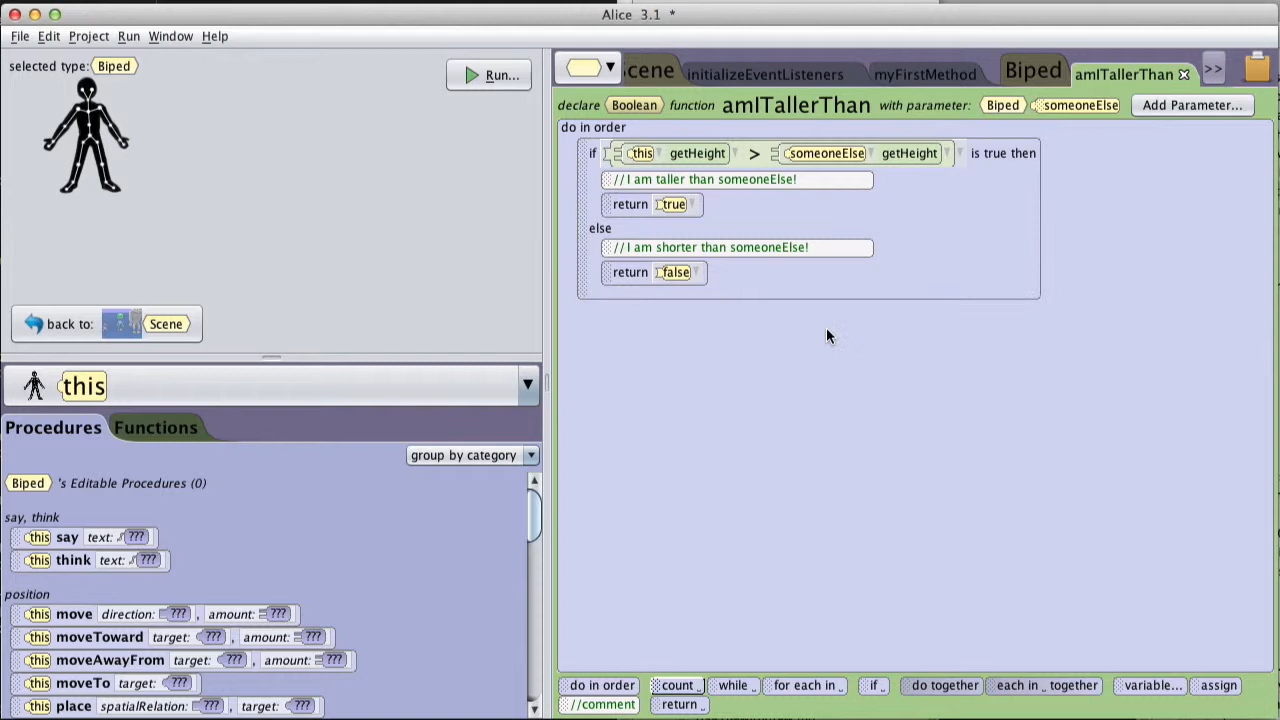 Alice 3.1 *
File Edit Project Run Window Help
selected type: Biped
Run...
back to: Scene
this
Procedures Functions
group by category
Biped 's Editable Procedures (0)
say, think
this say text: ???
this think text: ???
position
this move direction: ??? , amount: ???
this moveToward target: ??? , amount: ???
this moveAwayFrom target: ??? , amount: ???
this moveTo target: ???
this place spatialRelation: ??? , target: ???
Scene initializeEventListeners myFirstMethod Biped amITallerThan >>
declare Boolean function amITallerThan with parameter: Biped someoneElse Add Parameter...
do in order
if this getHeight > someoneElse getHeight is true then
// I am taller than someoneElse!
return true
else
// I am shorter than someoneElse!
return false
do in order count _ while _ for each in _ if _ do together each in _ together variable... assign
//comment return _